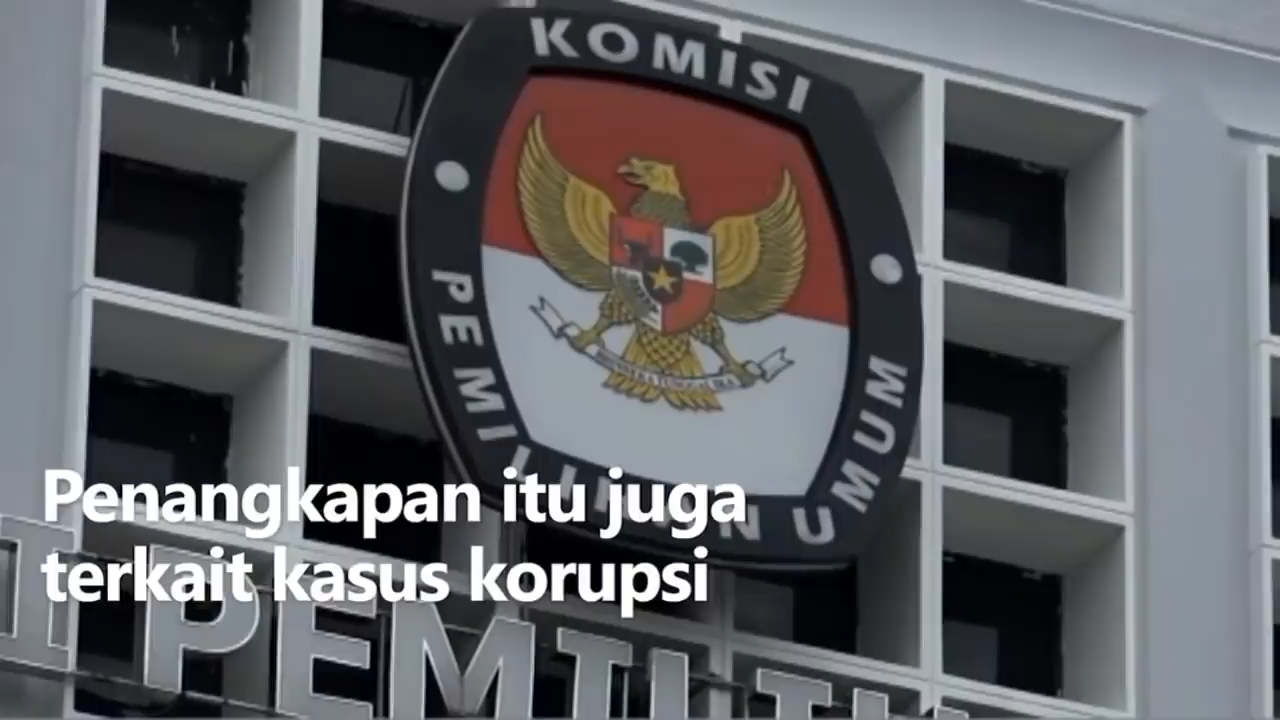 KOMISI
PEMILIHAN UMUM
Penangkapan itu juga
terkait kasus korupsi